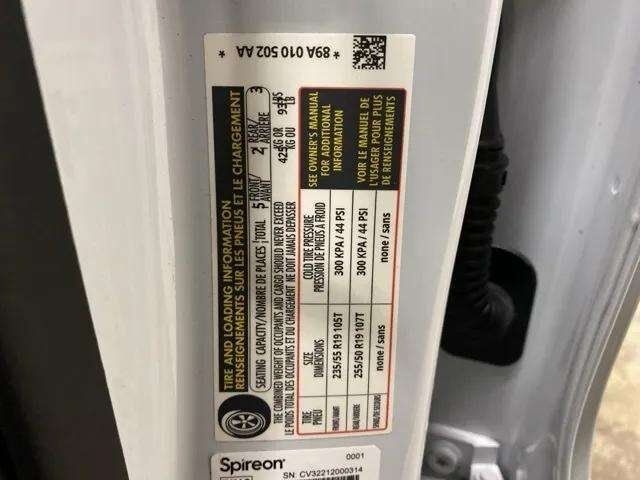 * 89A 010 502 AA *
TIRE AND LOADING INFORMATION
RENSEIGNEMENTS SUR LES PNEUS ET LE CHARGEMENT
SEATING CAPACITY/NOMBRE DE PLACES | TOTAL 5 FRONT/AVANT 2 REAR/ARRIÈRE 3
THE COMBINED WEIGHT OF OCCUPANTS AND CARGO SHOULD NEVER EXCEED KG OR
LE POIDS TOTAL DES OCCUPANTS ET DU CHARGEMENT NE DOIT JAMAIS DÉPASSER KG OU LB
TIRE
PNEU
SIZE
DIMENSIONS
COLD TIRE PRESSURE
PRESSION DE PNEUS A FROID
SEE OWNER'S MANUAL
FOR ADDITIONAL
INFORMATION
FRONT/AVANT 235/55 R19 105T 300 KPA / 44 PSI
REAR/ARRIÈRE 255/50 R19 107T 300 KPA / 44 PSI
VOIR LE MANUEL DE
L'USAGER POUR PLUS
DE RENSEIGNEMENTS
none / sans none / sans
Spireon 0001
SN: CV32212000314